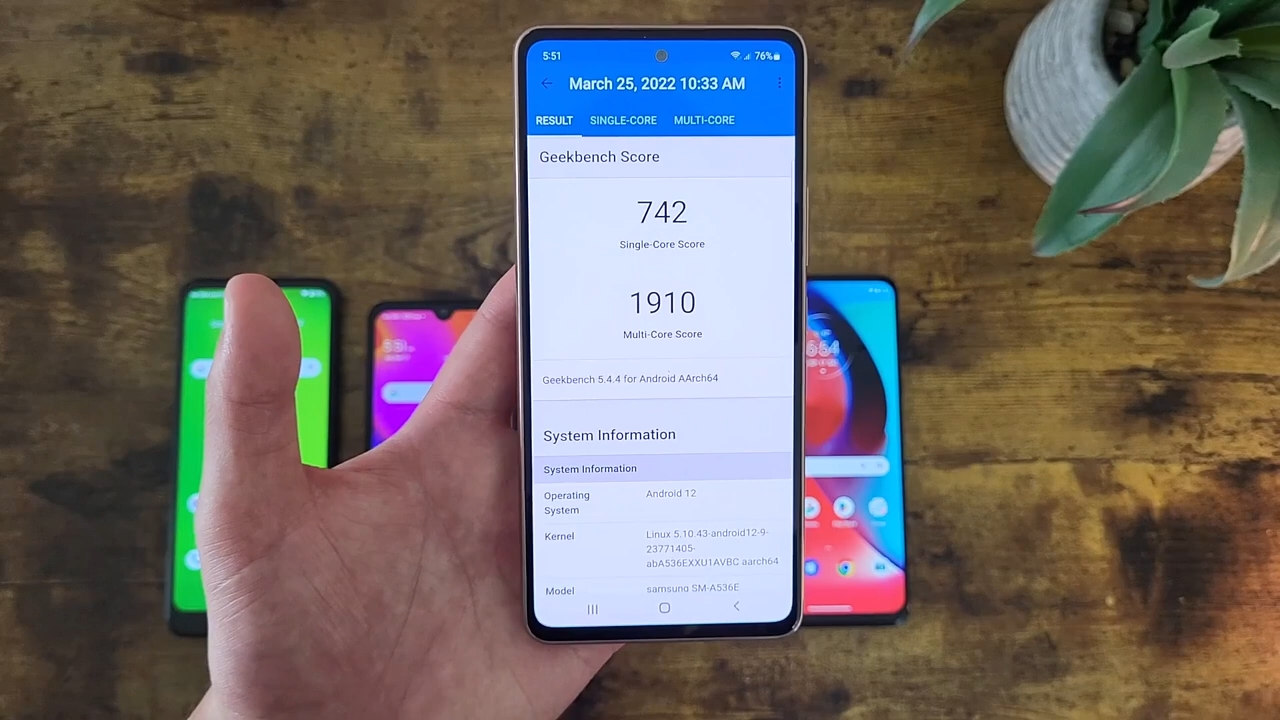 5:51
76%
March 25, 2022 10:33 AM
RESULT
SINGLE-CORE
MULTI-CORE
Geekbench Score
742
Single-Core Score
1910
Multi-Core Score
Geekbench 5.4.4 for Android AArch64
System Information
System Information
Operating
System
Android 12
Kernel
Linux 5.10.43-android12-9-
23771405-
abA536EXXU1AVBC aarch64
Model
samsung SM-A536E